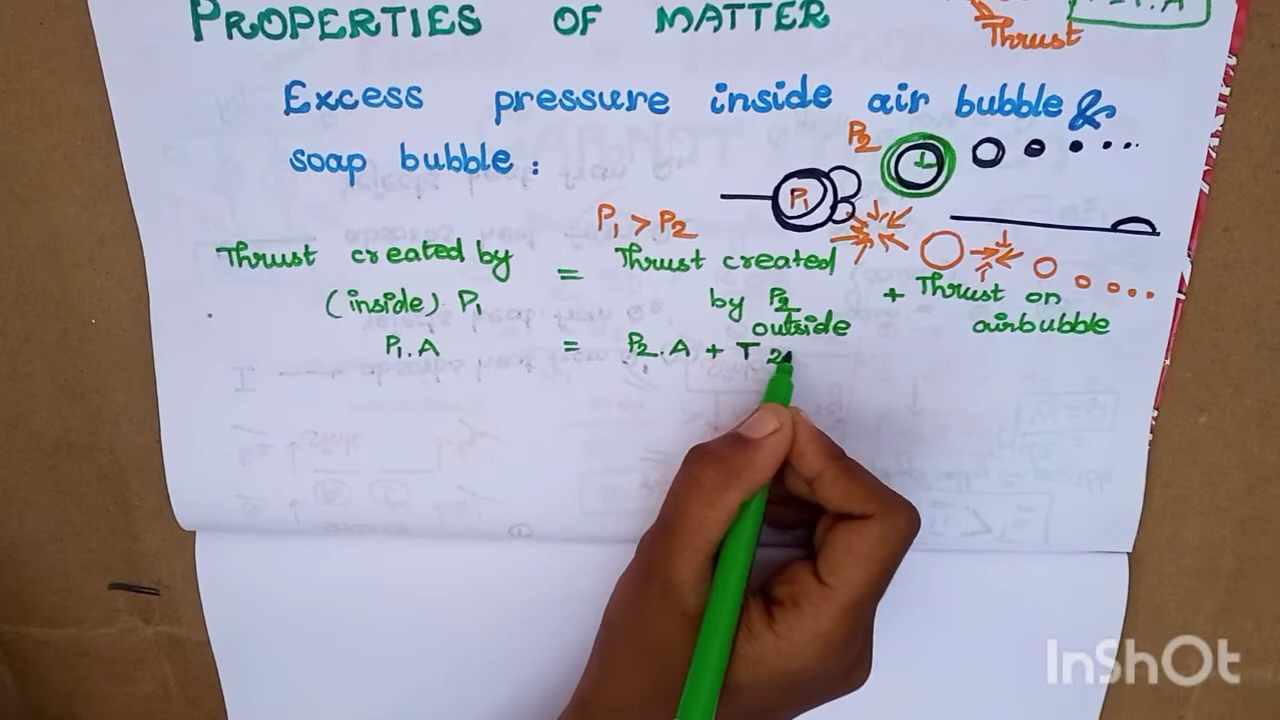 PROPERTIES OF MATTER
Thrust
Excess pressure inside air bubble &
soap bubble :
P2
P1
P1 > P2
Thrust created by = Thrust created
(inside) P1 by P2 + Thrust on
outside airbubble
P1.A = P2.A + T 2
InShOt